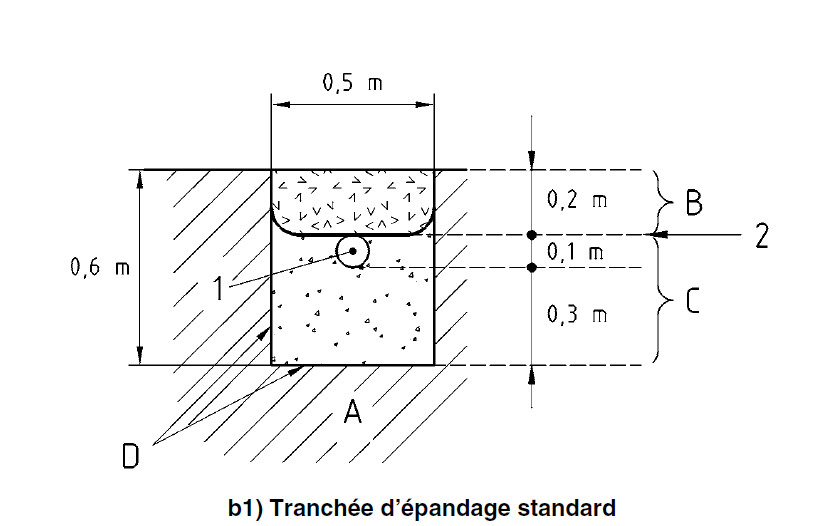 0,5 m
0,2 m
B
2
0,1 m
0,6 m
1
C
0,3 m
A
D
b1) Tranchée d’épandage standard